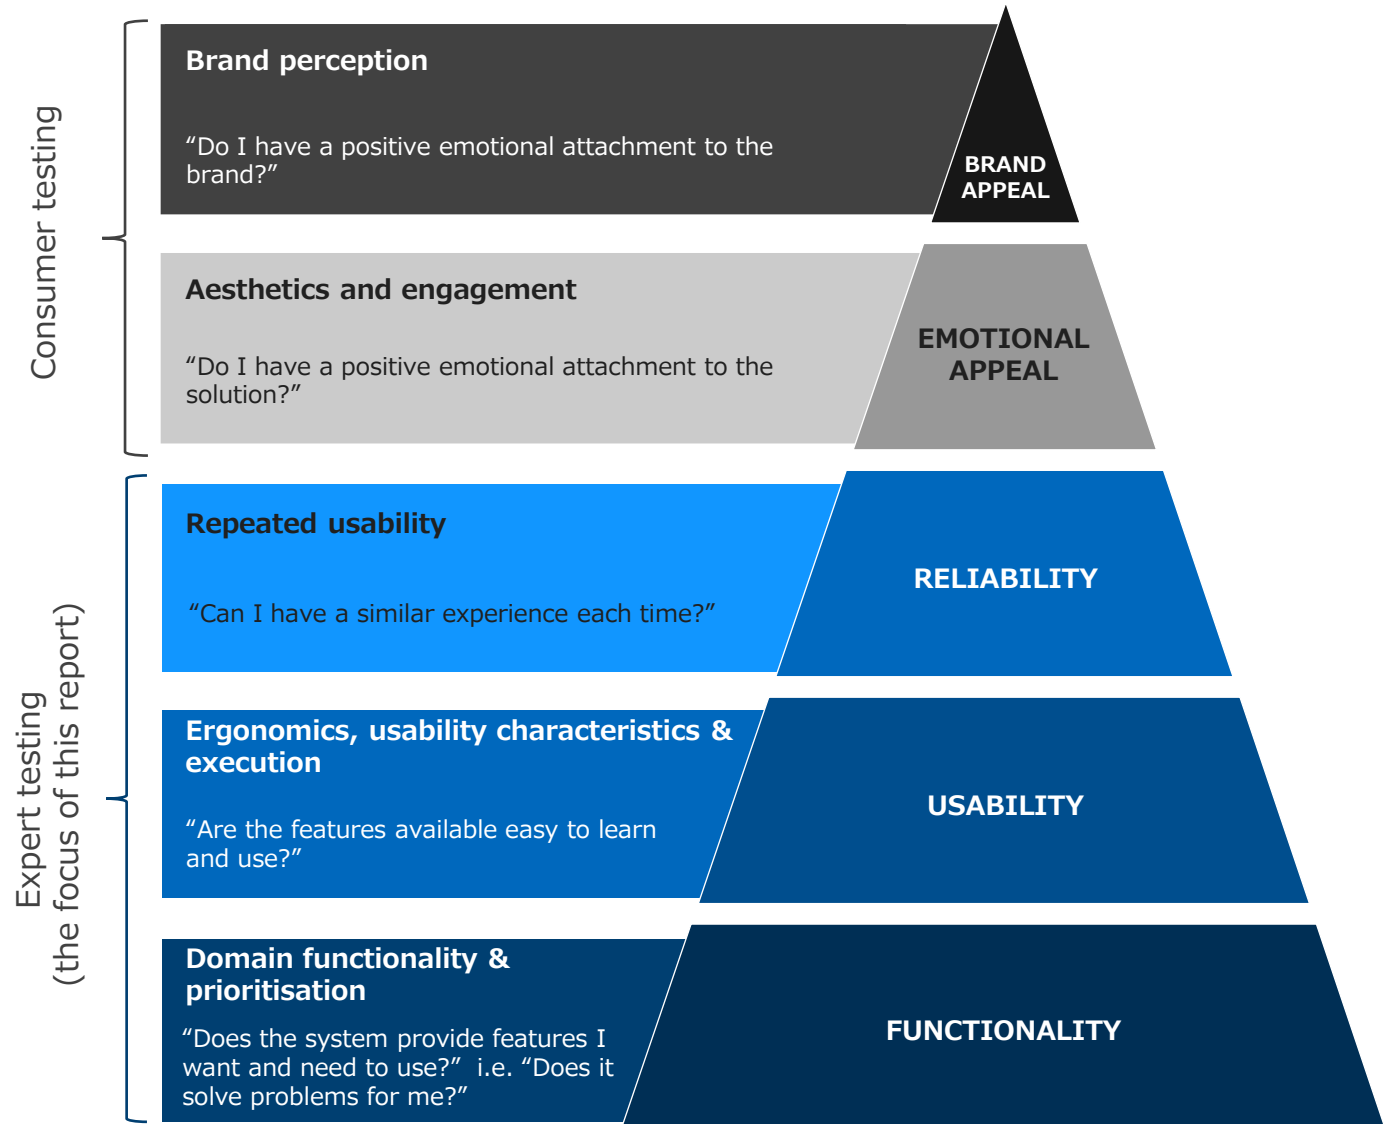 Consumer testing
Brand perception
“Do I have a positive emotional attachment to the
brand?”
BRAND
APPEAL
Aesthetics and engagement
“Do I have a positive emotional attachment to the
solution?”
EMOTIONAL
APPEAL
Expert testing
(the focus of this report)
Repeated usability
“Can I have a similar experience each time?”
RELIABILITY
Ergonomics, usability characteristics &
execution
“Are the features available easy to learn
and use?”
USABILITY
Domain functionality &
prioritisation
“Does the system provide features I
want and need to use?”  i.e. “Does it
solve problems for me?”
FUNCTIONALITY